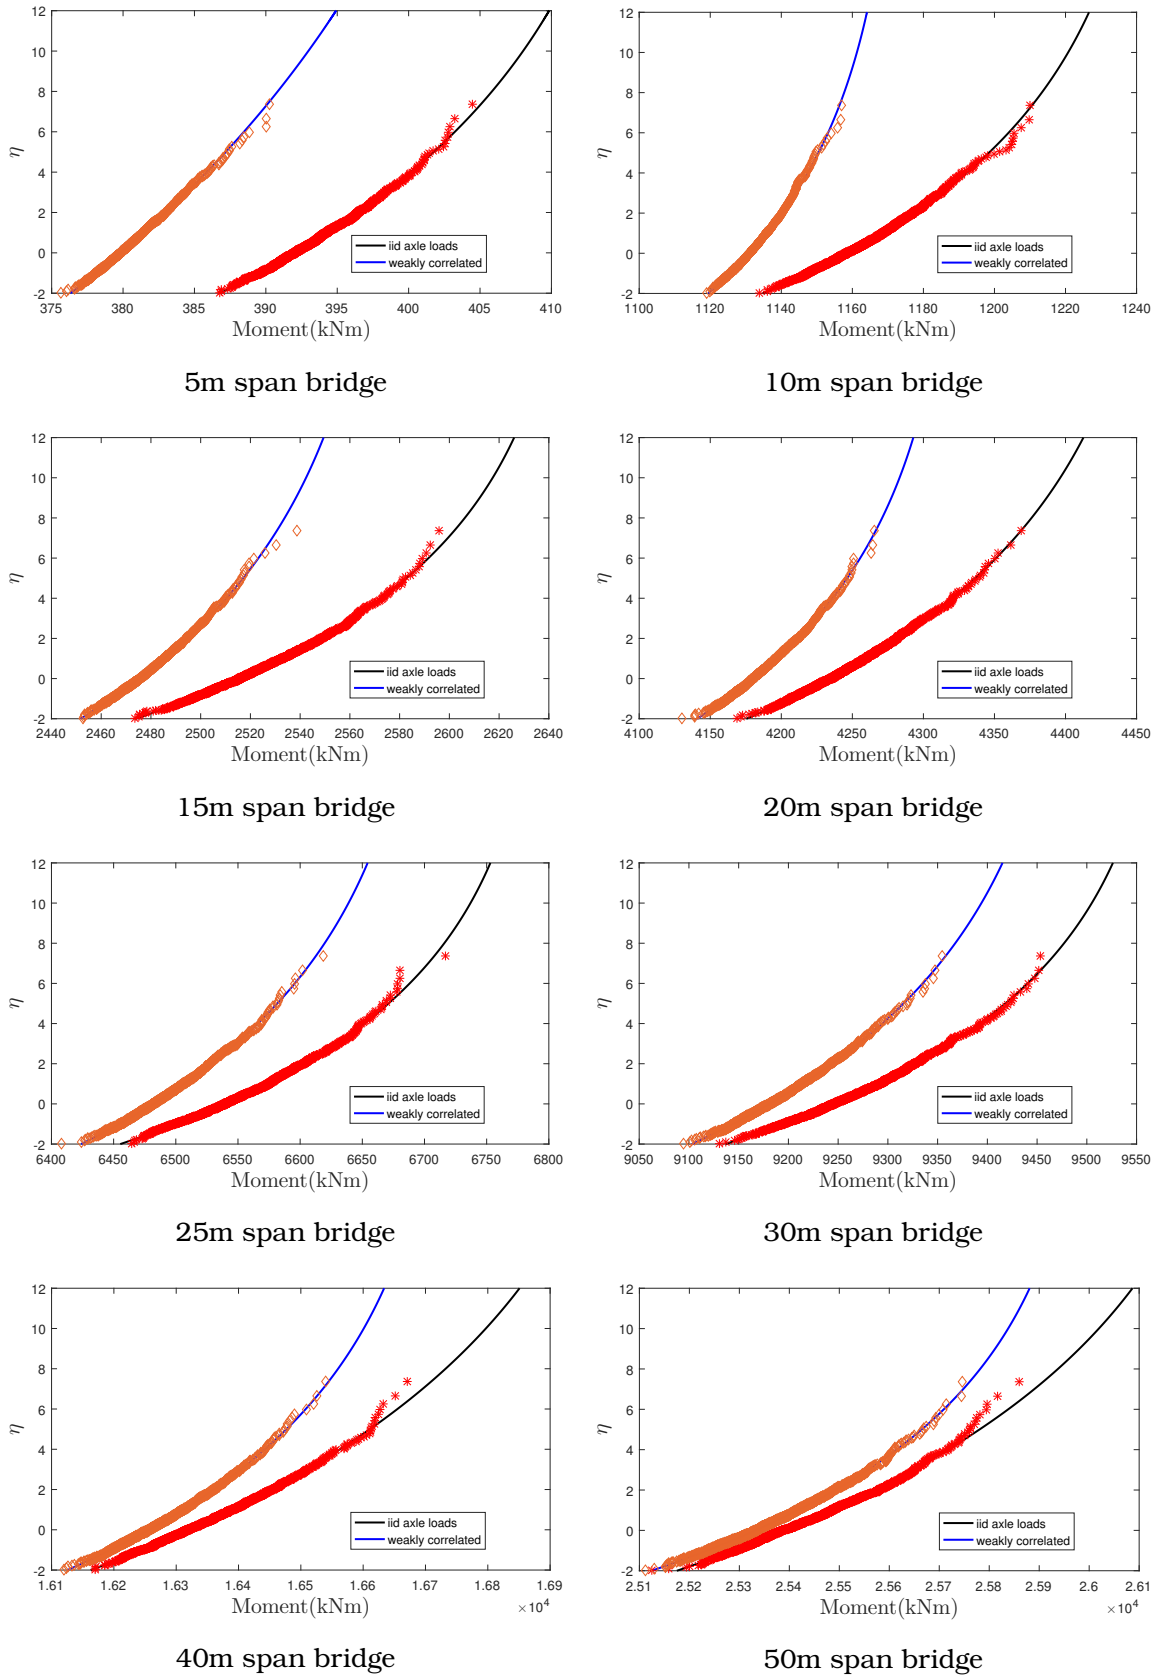 12
10
8
6
4
2
0
-2
η
iid axle loads
weakly correlated
375 380 385 390 395 400 405 410
Moment(kNm)
5m span bridge
12
10
8
6
4
2
0
-2
η
iid axle loads
weakly correlated
1100 1120 1140 1160 1180 1200 1220 1240
Moment(kNm)
10m span bridge
12
10
8
6
4
2
0
-2
η
iid axle loads
weakly correlated
2440 2460 2480 2500 2520 2540 2560 2580 2600 2620 2640
Moment(kNm)
15m span bridge
12
10
8
6
4
2
0
-2
η
iid axle loads
weakly correlated
4100 4150 4200 4250 4300 4350 4400 4450
Moment(kNm)
20m span bridge
12
10
8
6
4
2
0
-2
η
iid axle loads
weakly correlated
6400 6450 6500 6550 6600 6650 6700 6750 6800
Moment(kNm)
25m span bridge
12
10
8
6
4
2
0
-2
η
iid axle loads
weakly correlated
9050 9100 9150 9200 9250 9300 9350 9400 9450 9500 9550
Moment(kNm)
30m span bridge
12
10
8
6
4
2
0
-2
η
iid axle loads
weakly correlated
1.61 1.62 1.63 1.64 1.65 1.66 1.67 1.68 1.69
Moment(kNm) ×10⁴
40m span bridge
12
10
8
6
4
2
0
-2
η
iid axle loads
weakly correlated
2.51 2.52 2.53 2.54 2.55 2.56 2.57 2.58 2.59 2.6 2.61
Moment(kNm) ×10⁴
50m span bridge